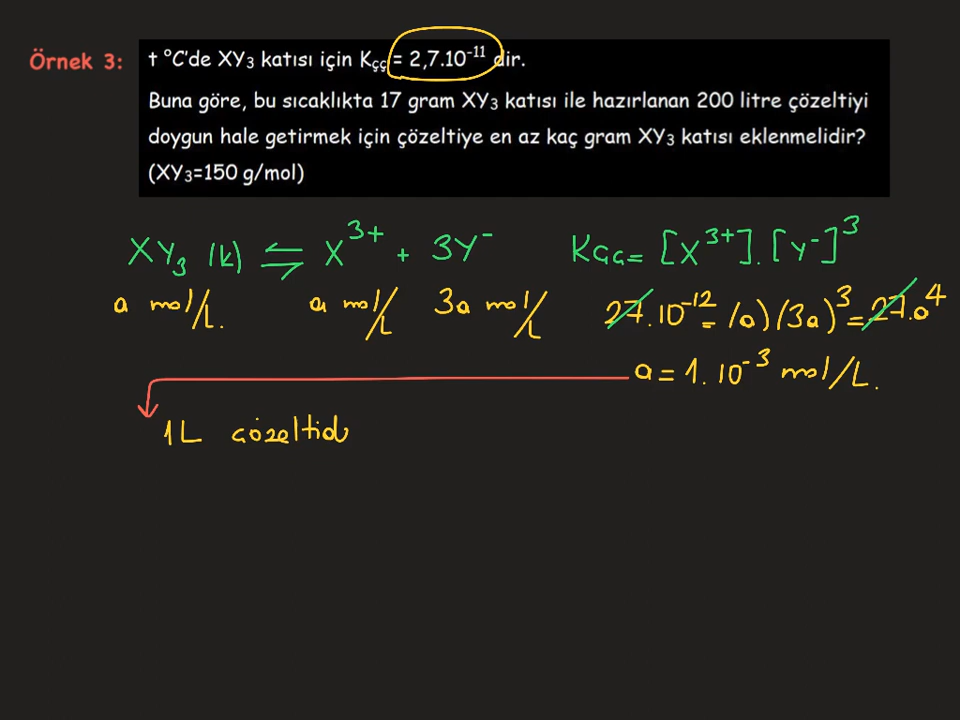 Örnek 3:
t °C'de XY₃ katısı için Kçç = 2,7.10⁻¹¹ dir.
Buna göre, bu sıcaklıkta 17 gram XY₃ katısı ile hazırlanan 200 litre çözeltiyi
doygun hale getirmek için çözeltiye en az kaç gram XY₃ katısı eklenmelidir?
(XY₃=150 g/mol)
XY₃ (k) ⇌ X³⁺ + 3Y⁻ Kçç= [X³⁺].[Y⁻]³
a mol/L. a mol/L 3a mol/L 27.10⁻¹² = (a)(3a)³ = 27.a⁴
a = 1.10⁻³ mol/L.
1L çözeltid